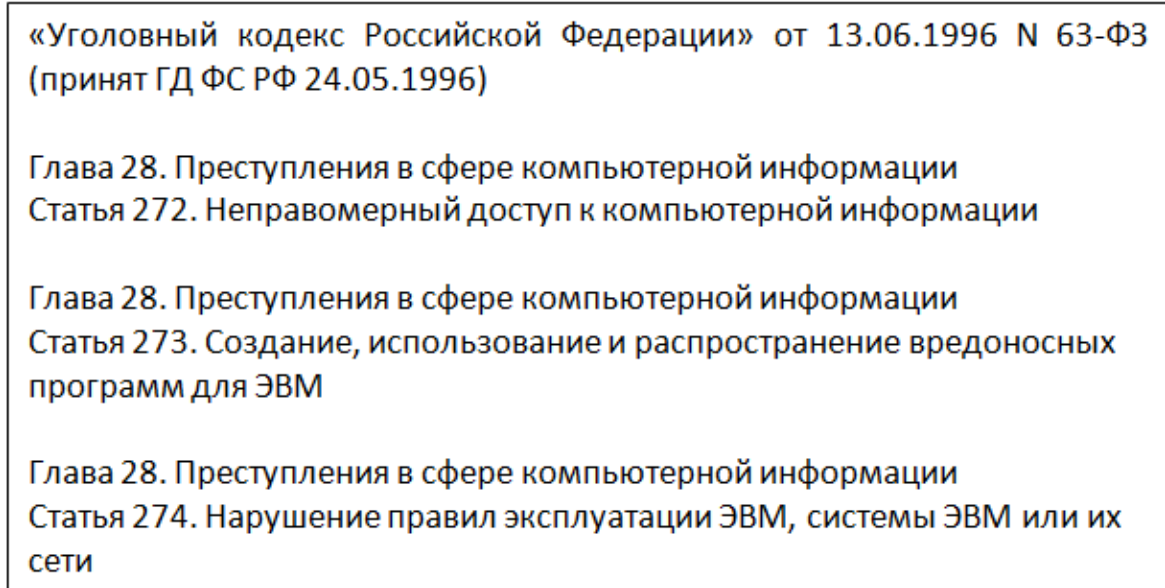 «Уголовный кодекс Российской Федерации» от 13.06.1996 N 63-ФЗ
(принят ГД ФС РФ 24.05.1996)
Глава 28. Преступления в сфере компьютерной информации
Статья 272. Неправомерный доступ к компьютерной информации
Глава 28. Преступления в сфере компьютерной информации
Статья 273. Создание, использование и распространение вредоносных
программ для ЭВМ
Глава 28. Преступления в сфере компьютерной информации
Статья 274. Нарушение правил эксплуатации ЭВМ, системы ЭВМ или их
сети